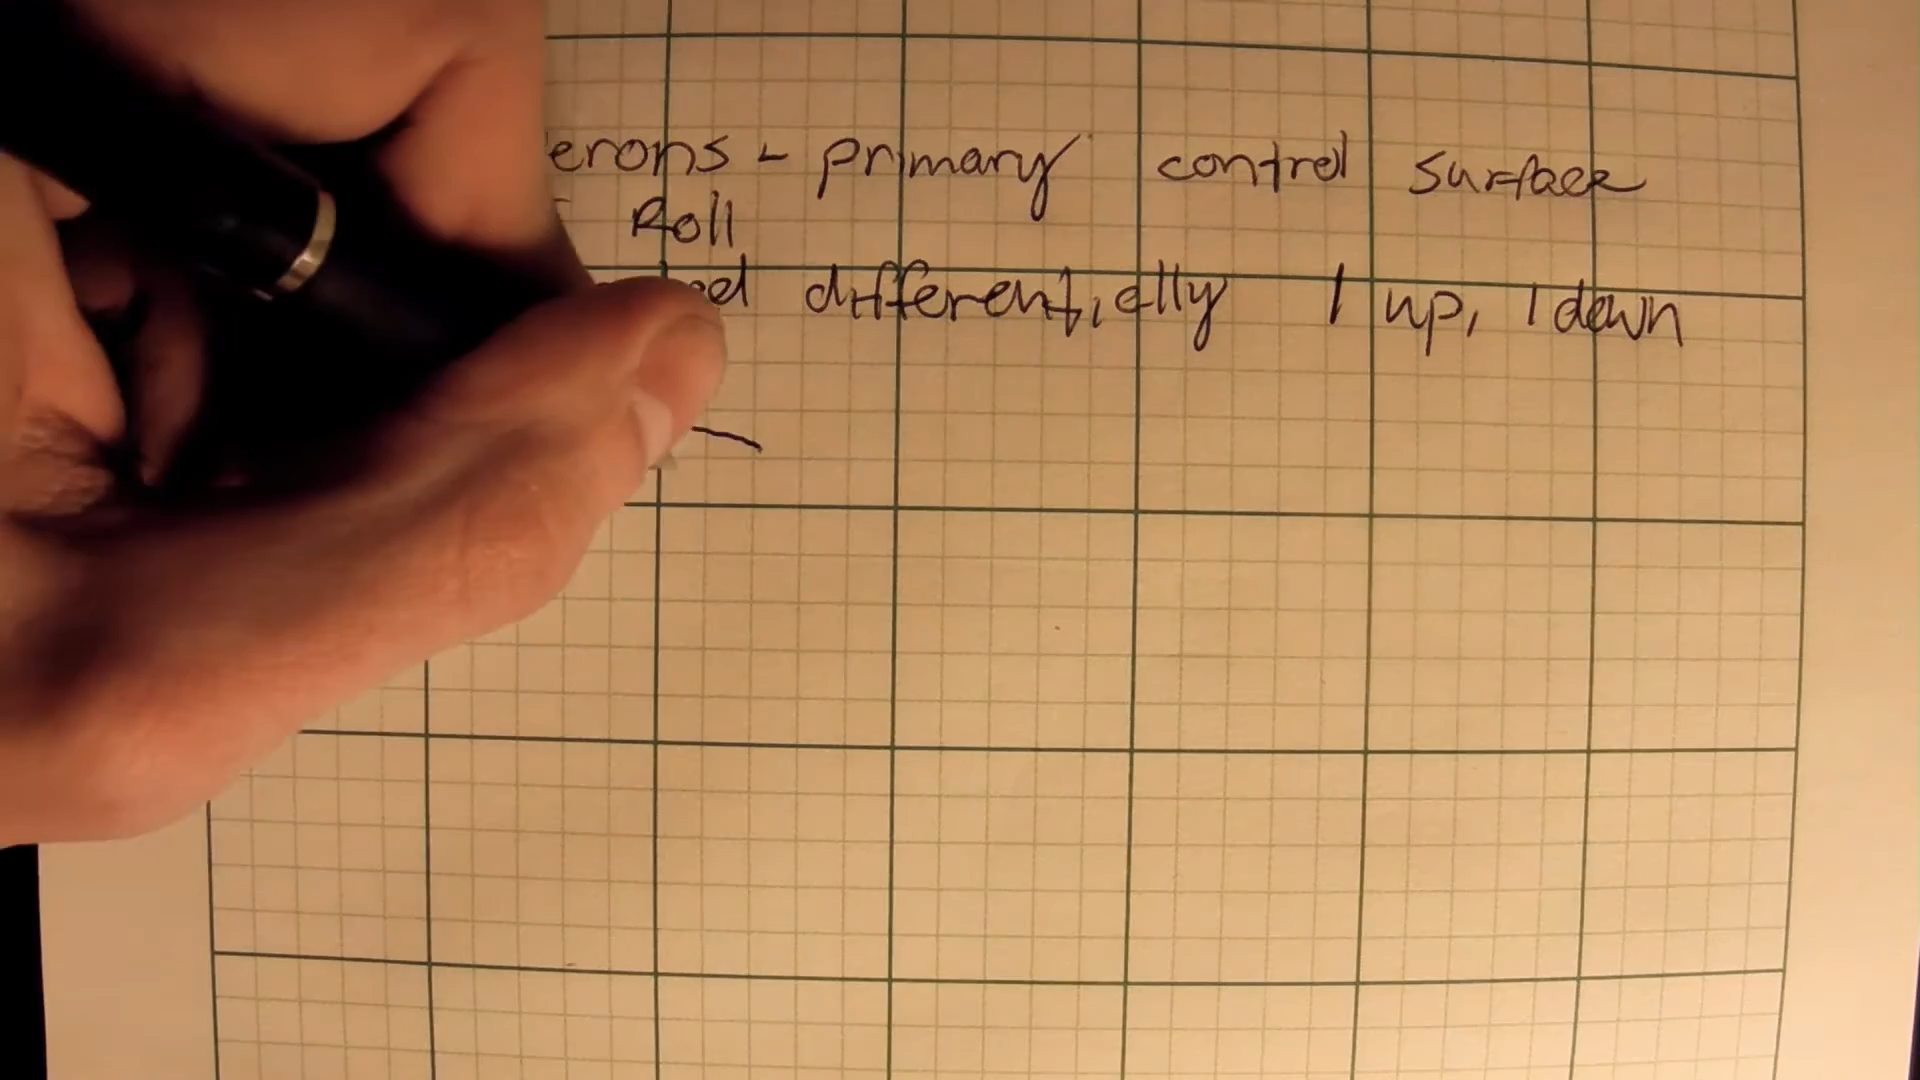 erons - primary control surface
Roll
differentially 1 up, 1 down